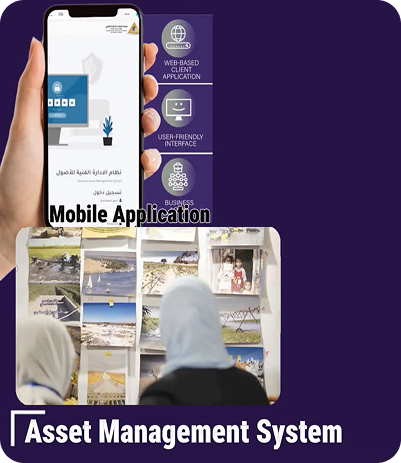 WEB-BASED
CLIENT
APPLICATION
USER-FRIENDLY
INTERFACE
BUSINESS
نظام الإدارة الفنية للأصول
تسجيل دخول
Mobile Application
Asset Management System